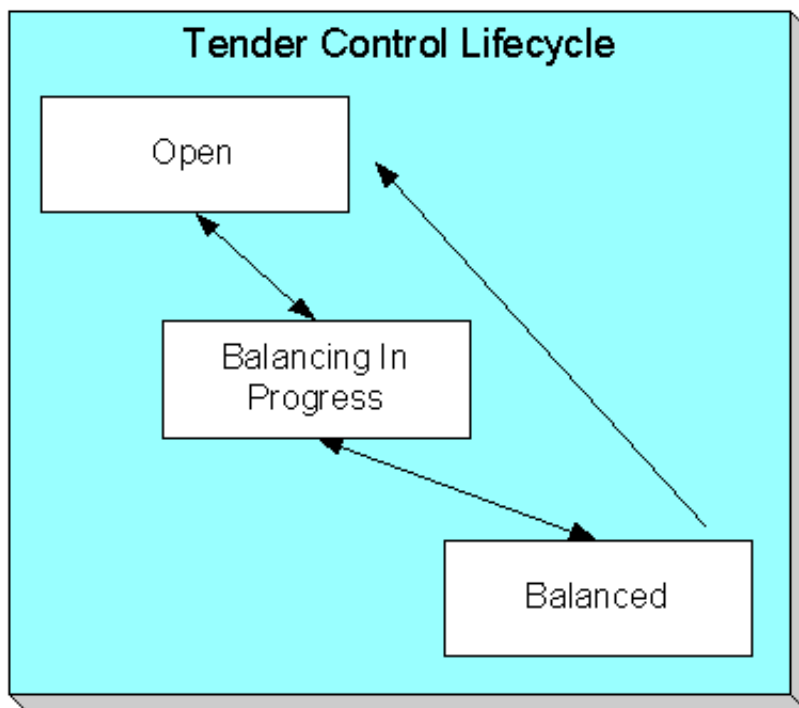 Tender Control Lifecycle
Open
Balancing In
Progress
Balanced